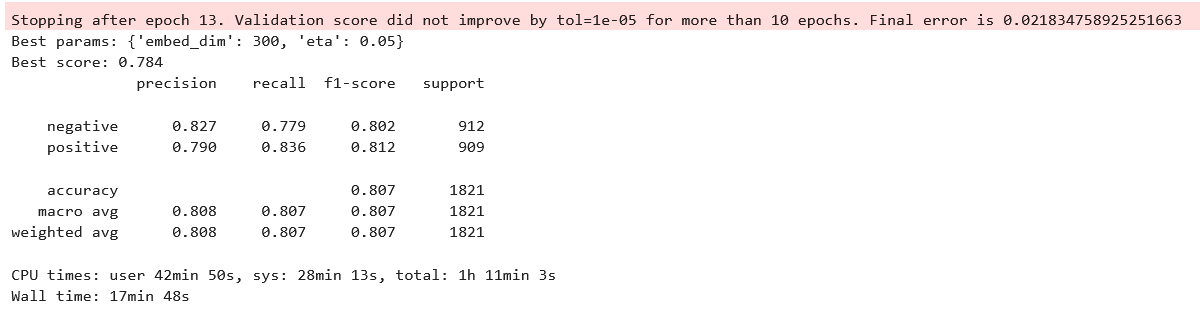 Stopping after epoch 13. Validation score did not improve by tol=1e-05 for more than 10 epochs. Final error is 0.021834758925251663
Best params: {'embed_dim': 300, 'eta': 0.05}
Best score: 0.784
precision recall f1-score support
negative 0.827 0.779 0.802 912
positive 0.790 0.836 0.812 909
accuracy 0.807 1821
macro avg 0.808 0.807 0.807 1821
weighted avg 0.808 0.807 0.807 1821
CPU times: user 42min 50s, sys: 28min 13s, total: 1h 11min 3s
Wall time: 17min 48s